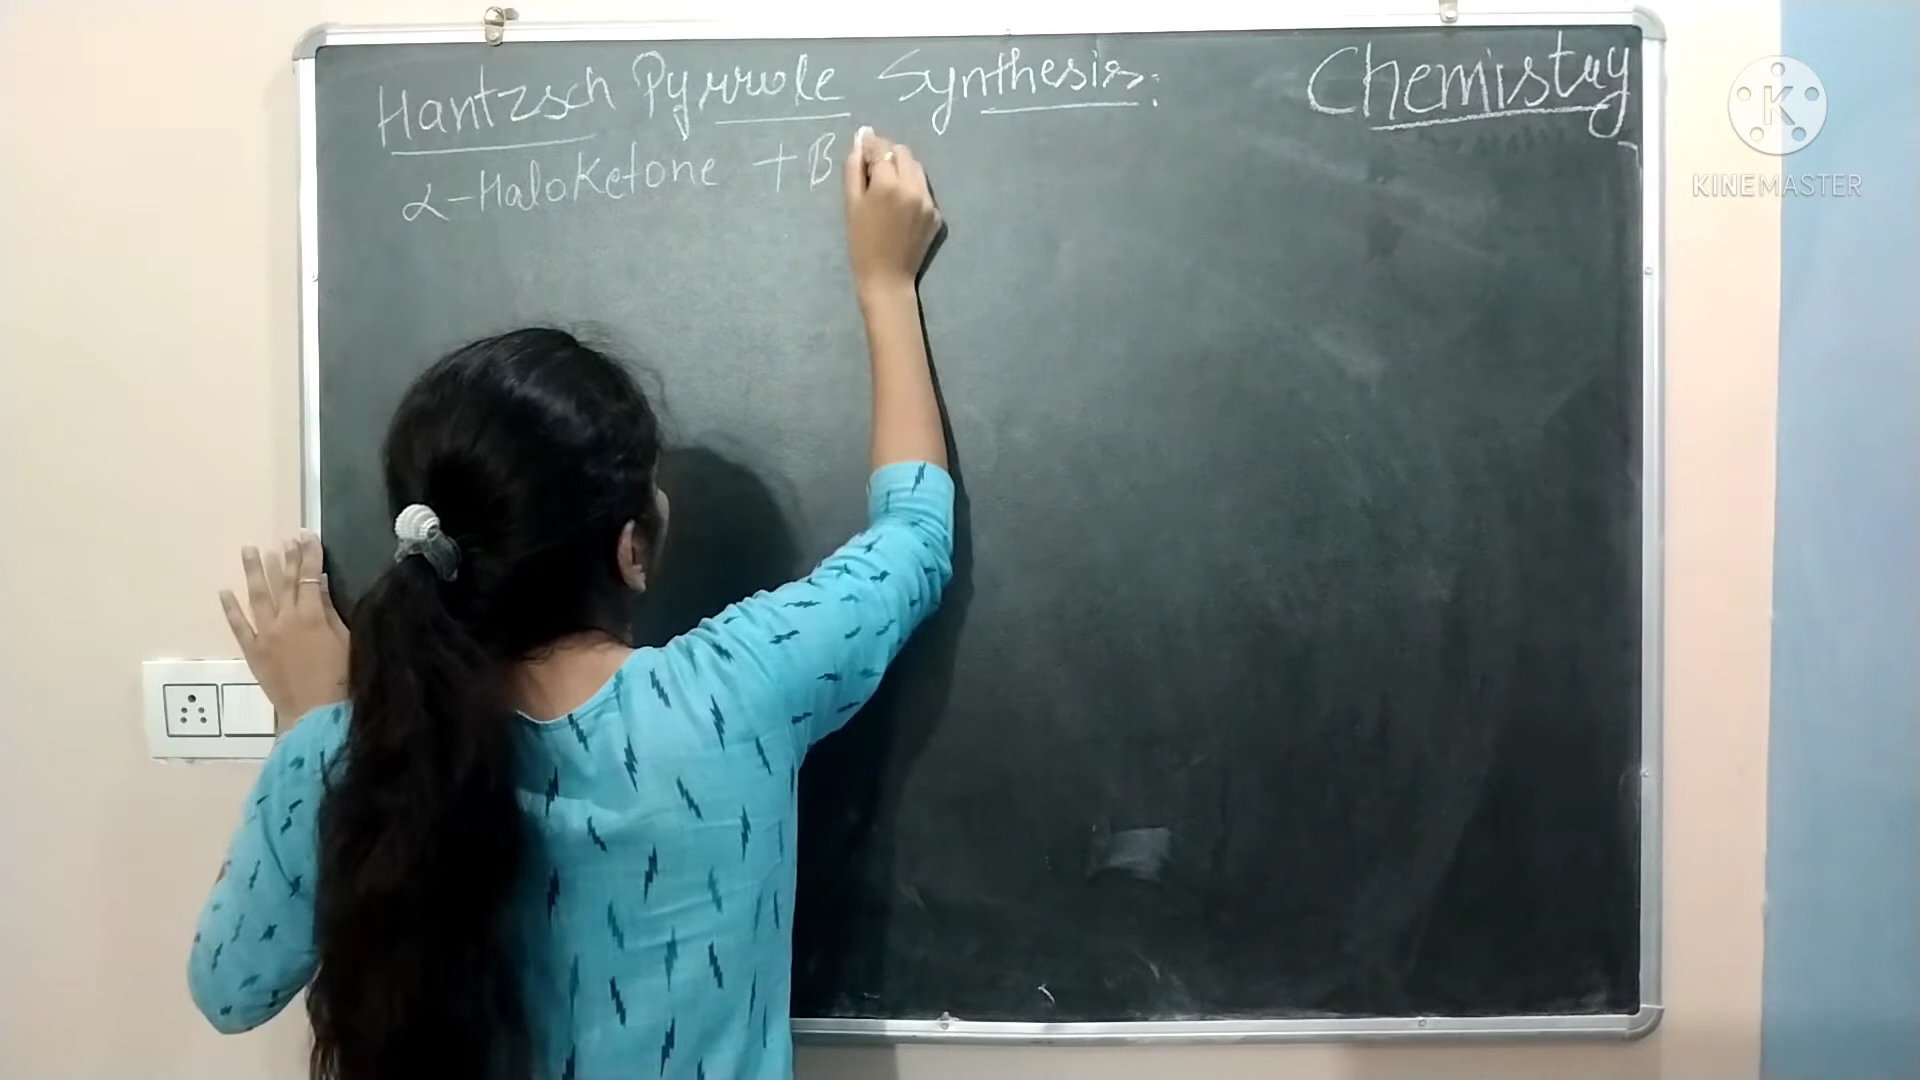 Hantzsch Pyrrole Synthesis:
Chemistry
α-HaloKetone + B
K
KINEMASTER